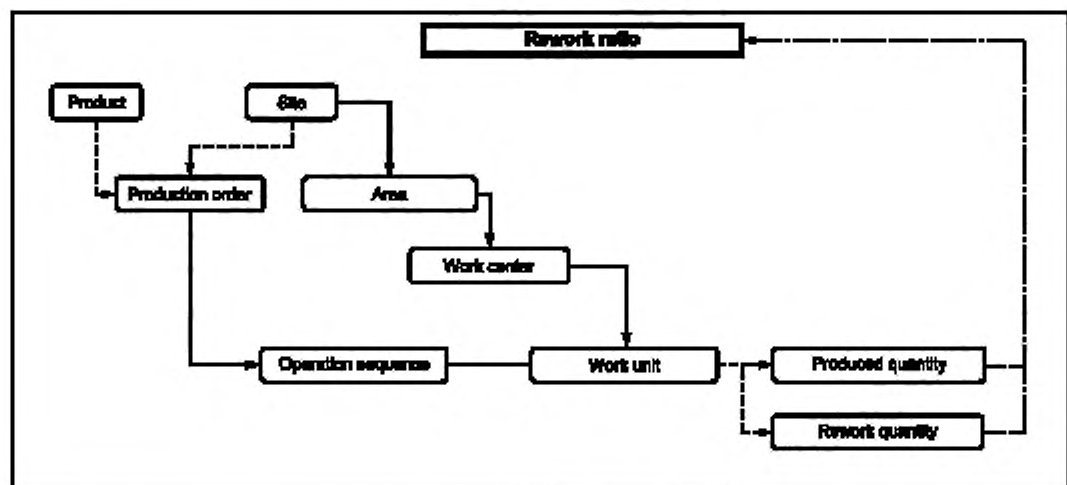 Rework ratio
Product
Site
Production order
Area
Work center
Operation sequence
Work unit
Produced quantity
Rework quantity